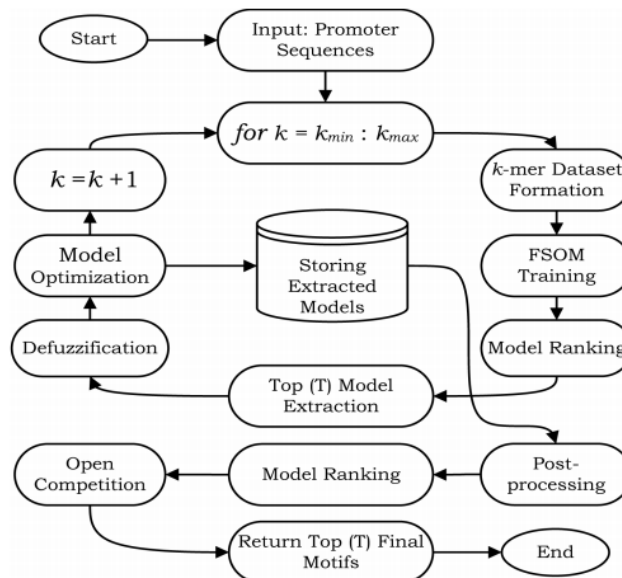 Start
Input: Promoter
Sequences
for k = kmin : kmax
k = k + 1
k-mer Dataset
Formation
Model
Optimization
Storing
Extracted
Models
FSOM
Training
Defuzzification
Model Ranking
Top (T) Model
Extraction
Open
Competition
Model Ranking
Post-
processing
Return Top (T) Final
Motifs
End